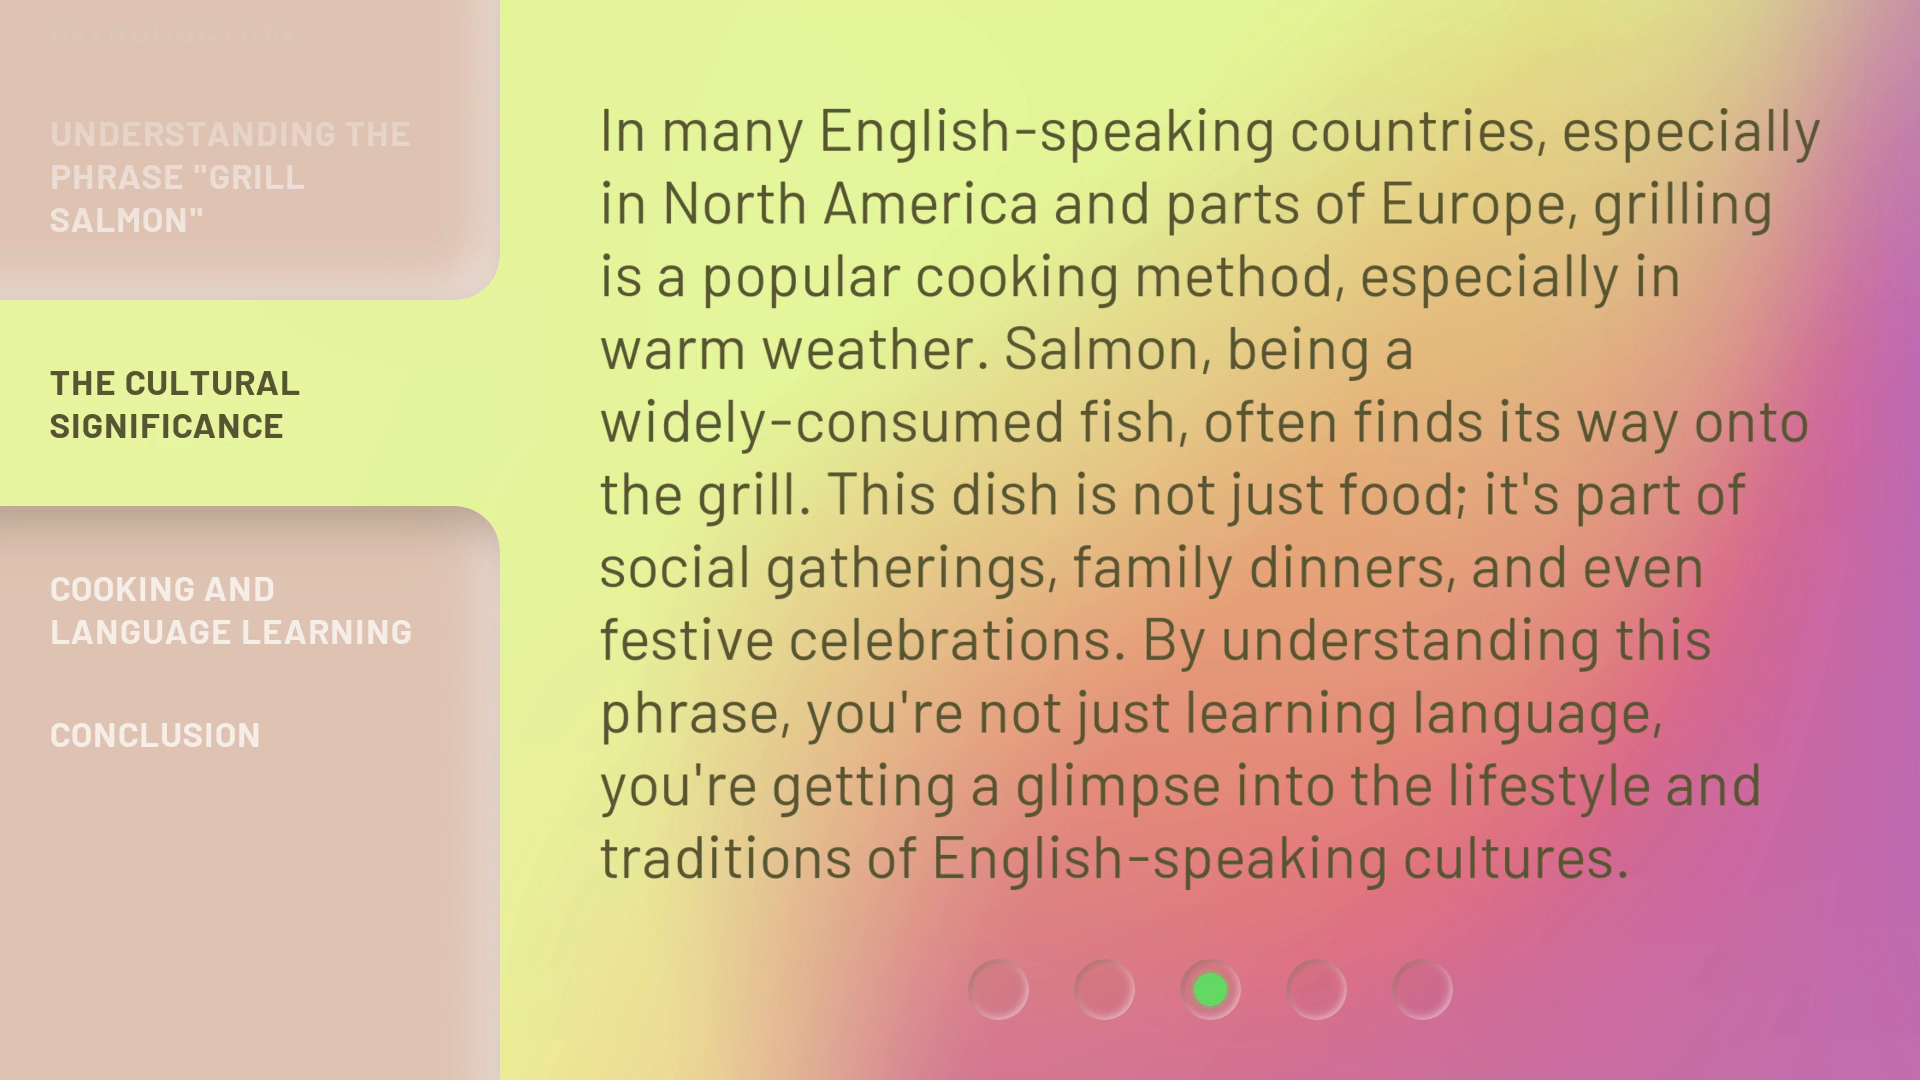 INTRODUCTION
UNDERSTANDING THE
PHRASE "GRILL
SALMON"
THE CULTURAL
SIGNIFICANCE
COOKING AND
LANGUAGE LEARNING
CONCLUSION
In many English-speaking countries, especially
in North America and parts of Europe, grilling
is a popular cooking method, especially in
warm weather. Salmon, being a
widely-consumed fish, often finds its way onto
the grill. This dish is not just food; it's part of
social gatherings, family dinners, and even
festive celebrations. By understanding this
phrase, you're not just learning language,
you're getting a glimpse into the lifestyle and
traditions of English-speaking cultures.